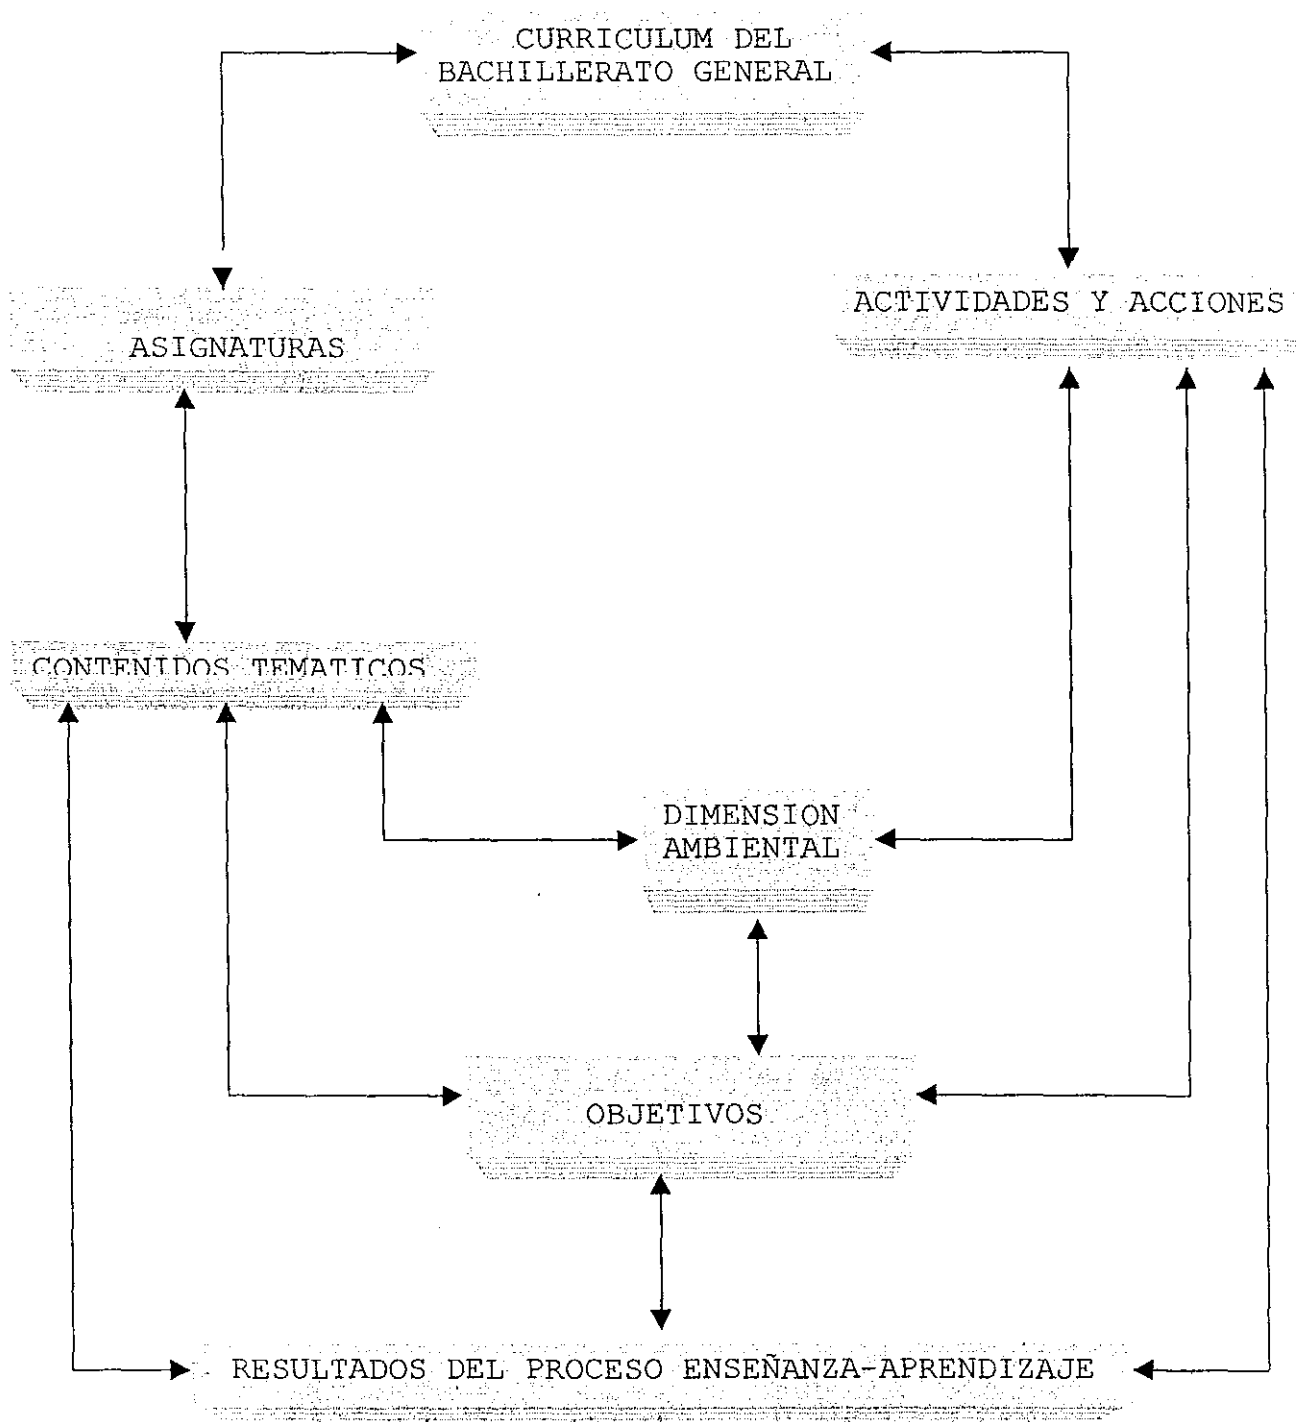 CURRICULUM DEL
BACHILLERATO GENERAL
ACTIVIDADES Y ACCIONES
ASIGNATURAS
CONTENIDOS TEMATICOS
DIMENSION
AMBIENTAL
OBJETIVOS
RESULTADOS DEL PROCESO ENSEÑANZA-APRENDIZAJE